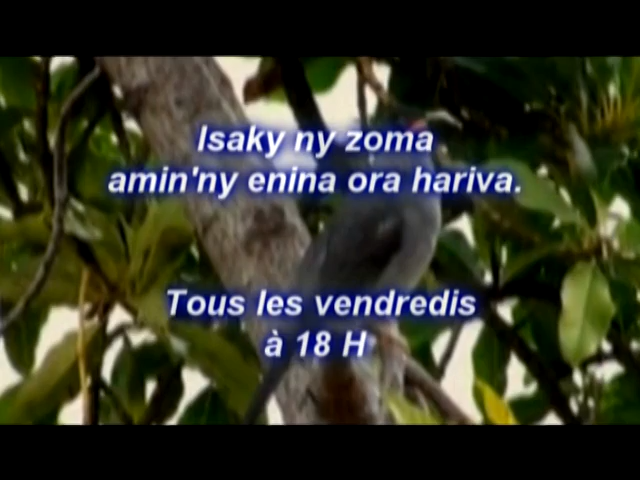 Isaky ny zoma
amin'ny enina ora hariva.
Tous les vendredis
à 18 H